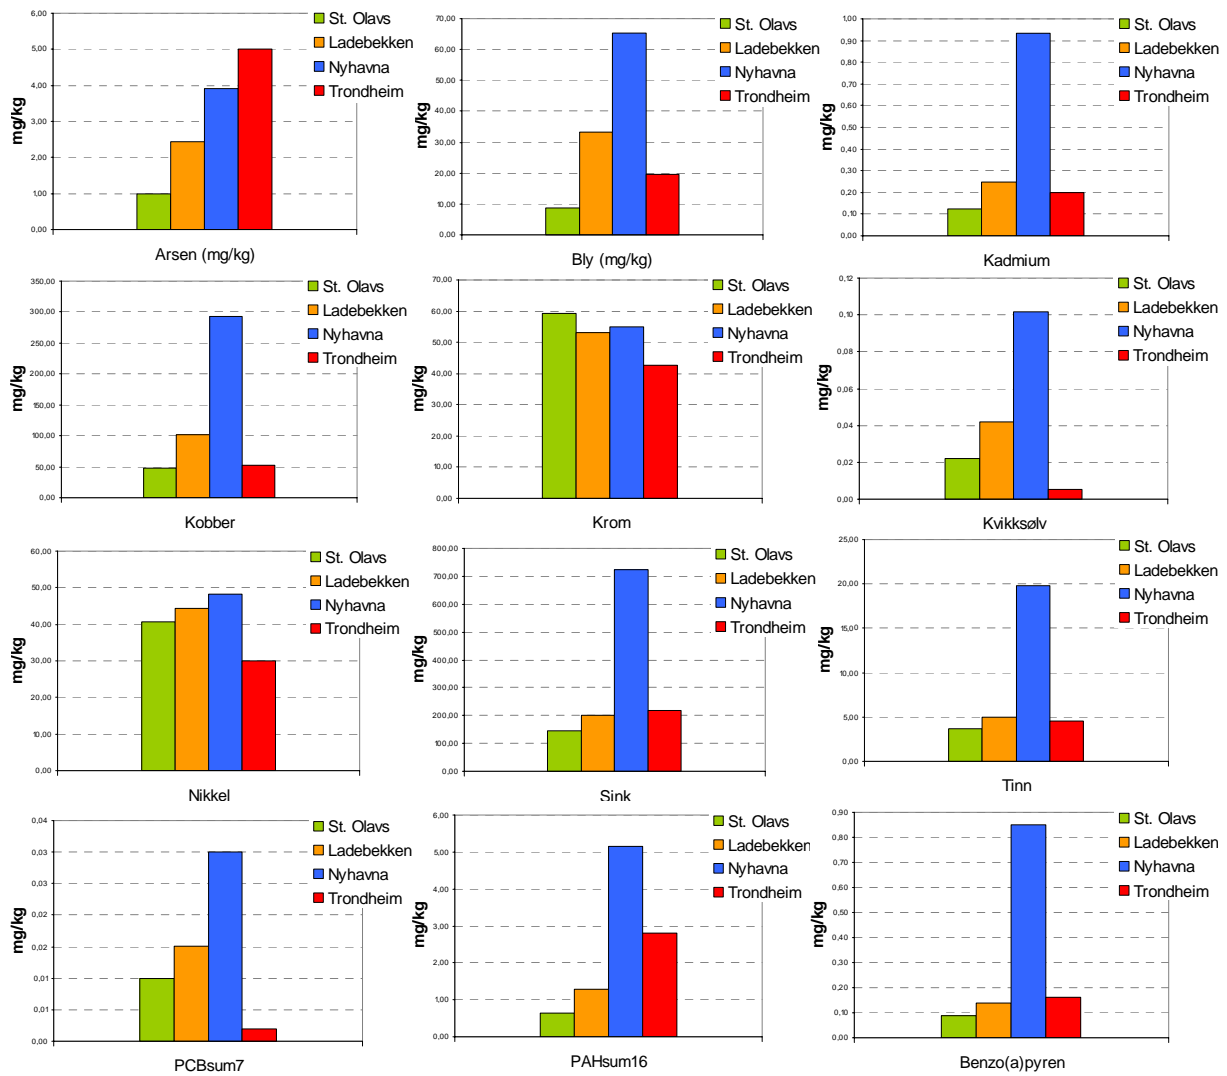 6,00
5,00
4,00
3,00
2,00
1,00
0,00
mg/kg
St. Olavs
Ladebekken
Nyhavna
Trondheim
Arsen (mg/kg)
70,00
60,00
50,00
40,00
30,00
20,00
10,00
0,00
mg/kg
St. Olavs
Ladebekken
Nyhavna
Trondheim
Bly (mg/kg)
1,00
0,90
0,80
0,70
0,60
0,50
0,40
0,30
0,20
0,10
0,00
mg/kg
St. Olavs
Ladebekken
Nyhavna
Trondheim
Kadmium
350,00
300,00
250,00
200,00
150,00
100,00
50,00
0,00
mg/kg
St. Olavs
Ladebekken
Nyhavna
Trondheim
Kobber
70,00
60,00
50,00
40,00
30,00
20,00
10,00
0,00
mg/kg
St. Olavs
Ladebekken
Nyhavna
Trondheim
Krom
0,12
0,10
0,08
0,06
0,04
0,02
0,00
mg/kg
St. Olavs
Ladebekken
Nyhavna
Trondheim
Kvikksølv
60,00
50,00
40,00
30,00
20,00
10,00
0,00
mg/kg
St. Olavs
Ladebekken
Nyhavna
Trondheim
Nikkel
800,00
700,00
600,00
500,00
400,00
300,00
200,00
100,00
0,00
mg/kg
St. Olavs
Ladebekken
Nyhavna
Trondheim
Sink
25,00
20,00
15,00
10,00
5,00
0,00
mg/kg
St. Olavs
Ladebekken
Nyhavna
Trondheim
Tinn
0,04
0,03
0,03
0,02
0,02
0,01
0,01
0,00
mg/kg
St. Olavs
Ladebekken
Nyhavna
Trondheim
PCBsum7
6,00
5,00
4,00
3,00
2,00
1,00
0,00
mg/kg
St. Olavs
Ladebekken
Nyhavna
Trondheim
PAHsum16
0,90
0,80
0,70
0,60
0,50
0,40
0,30
0,20
0,10
0,00
mg/kg
St. Olavs
Ladebekken
Nyhavna
Trondheim
Benzo(a)pyren